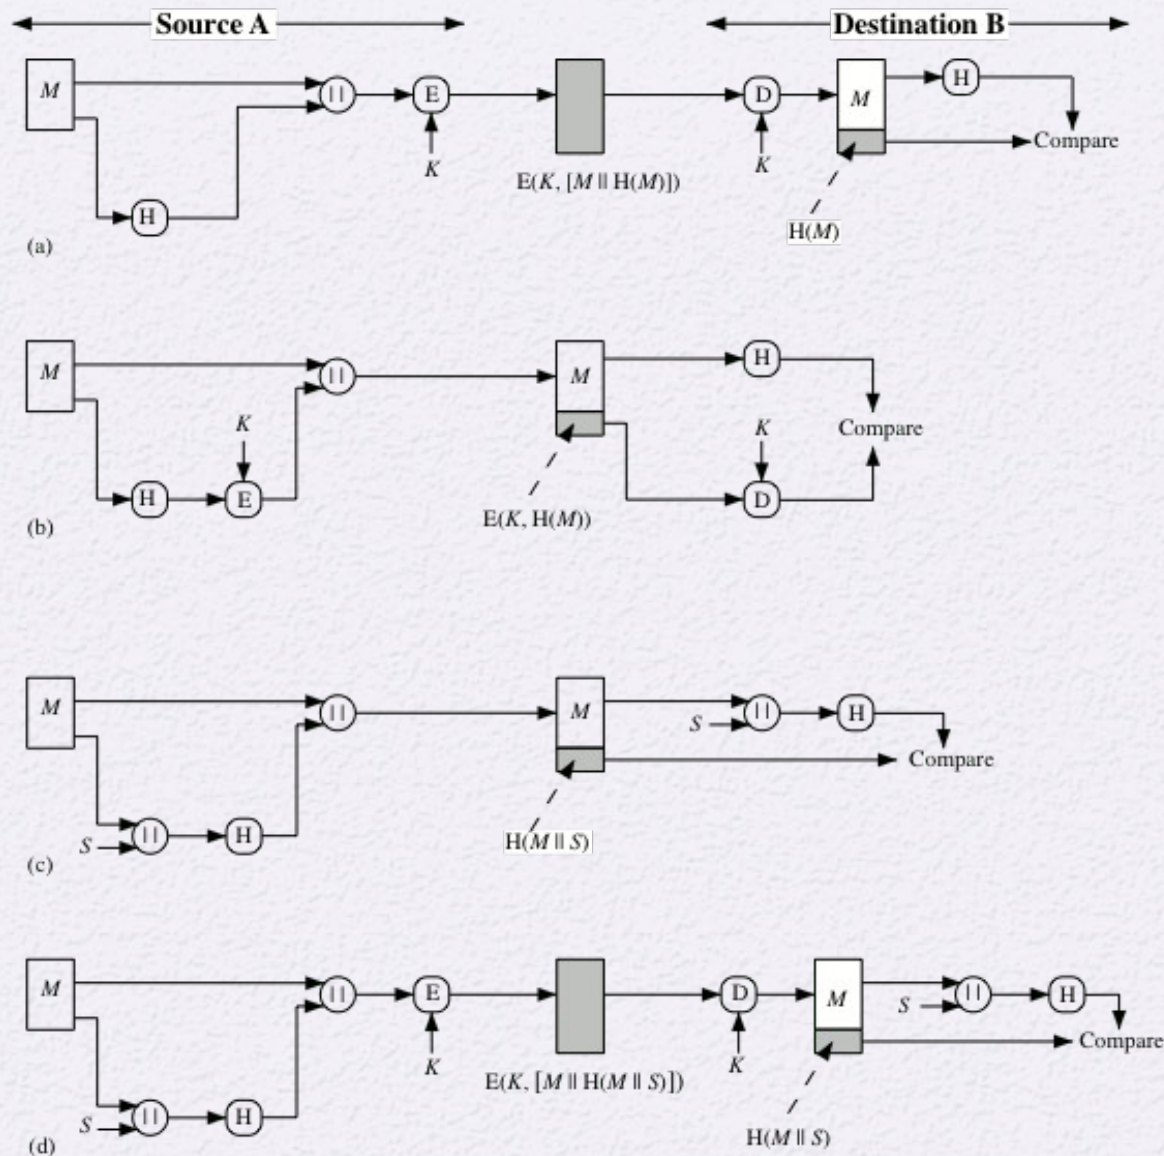 Source A
Destination B
M
||
E
D
M
H
K
K
Compare
E(K, [M || H(M)])
H
H(M)
(a)
M
||
M
H
K
K
Compare
H
E
D
E(K, H(M))
(b)
M
||
M
S
||
H
Compare
S
||
H
H(M || S)
(c)
M
||
E
D
M
S
||
H
Compare
K
K
E(K, [M || H(M || S)])
S
||
H
H(M || S)
(d)